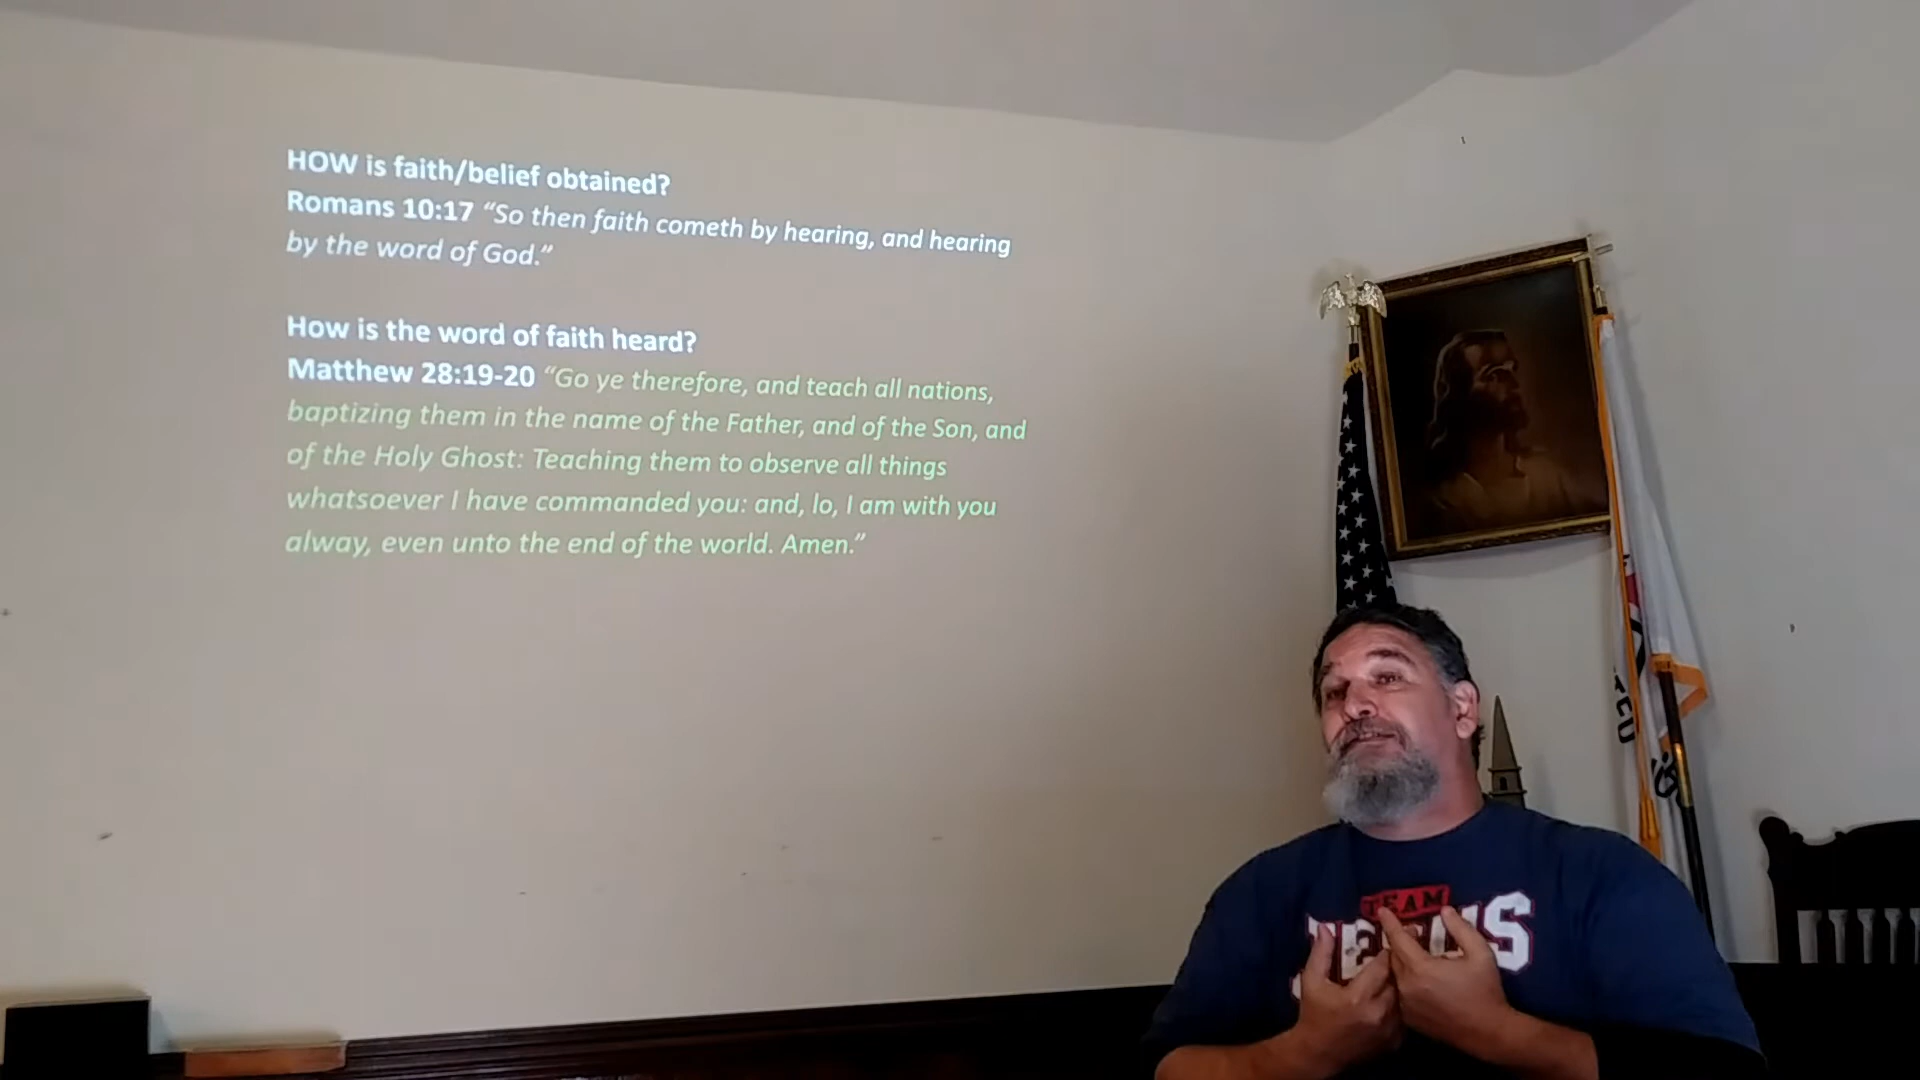 HOW is faith/belief obtained?
Romans 10:17 “So then faith cometh by hearing, and hearing
by the word of God.”
How is the word of faith heard?
Matthew 28:19-20 “Go ye therefore, and teach all nations,
baptizing them in the name of the Father, and of the Son, and
of the Holy Ghost: Teaching them to observe all things
whatsoever I have commanded you: and, lo, I am with you
alway, even unto the end of the world. Amen.”
TEAM
JESUS